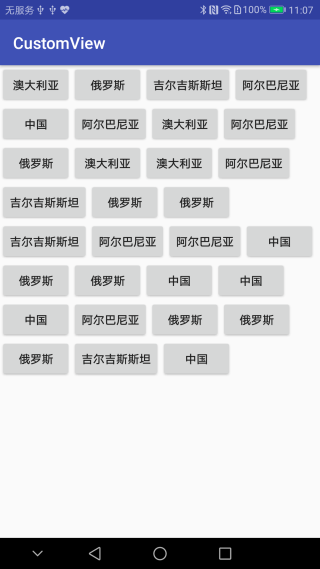 无服务 100% 11:07
CustomView
澳大利亚 俄罗斯 吉尔吉斯斯坦 阿尔巴尼亚
中国 阿尔巴尼亚 澳大利亚 阿尔巴尼亚
俄罗斯 澳大利亚 澳大利亚 阿尔巴尼亚
吉尔吉斯斯坦 俄罗斯 俄罗斯
吉尔吉斯斯坦 阿尔巴尼亚 阿尔巴尼亚 中国
俄罗斯 俄罗斯 中国 中国
中国 阿尔巴尼亚 俄罗斯 俄罗斯
俄罗斯 吉尔吉斯斯坦 中国